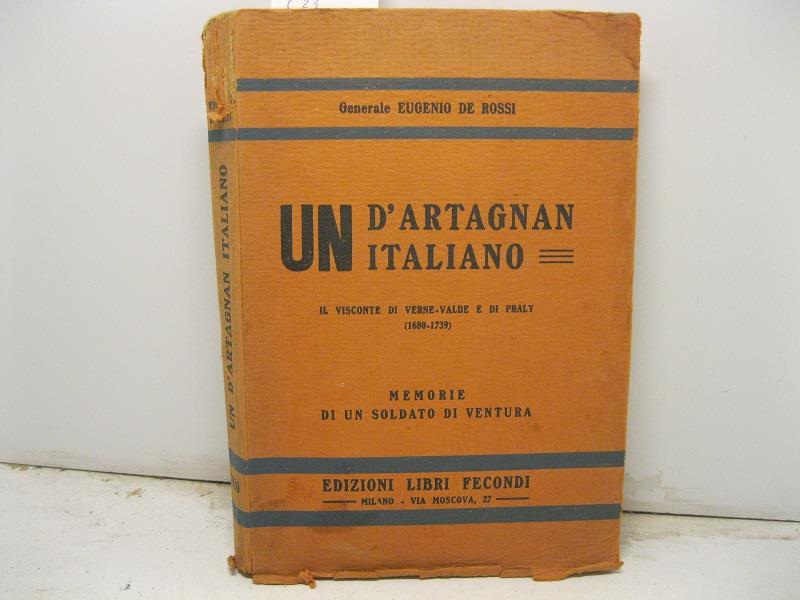 Generale EUGENIO DE ROSSI
UN D'ARTAGNAN
ITALIANO
IL VISCONTE DI VERNE-VALDE E DI PRALY
(1680-1739)
MEMORIE
DI UN SOLDATO DI VENTURA
EDIZIONI LIBRI FECONDI
MILANO - VIA MOSCOVA, 27
UN D'ARTAGNAN ITALIANO